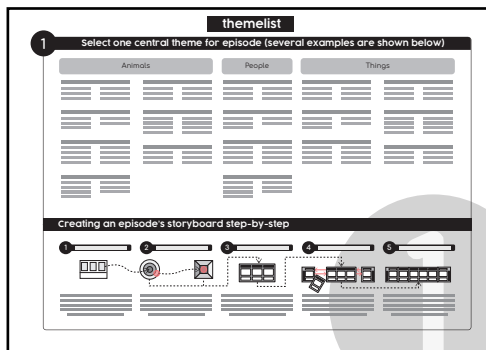 themelist
1
Select one central theme for episode (several examples are shown below)
Animals
People
Things
Creating an episode's storyboard step-by-step
1
2
3
4
5
1